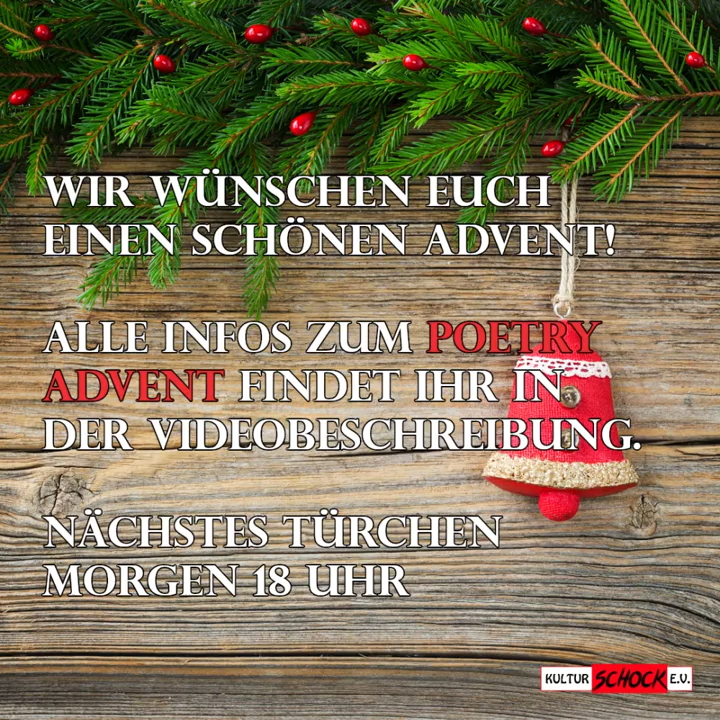 WIR WÜNSCHEN EUCH
EINEN SCHÖNEN ADVENT!
ALLE INFOS ZUM POETRY
ADVENT FINDET IHR IN
DER VIDEOBESCHREIBUNG.
NÄCHSTES TÜRCHEN
MORGEN 18 UHR
KULTUR SCHOCK E.V.